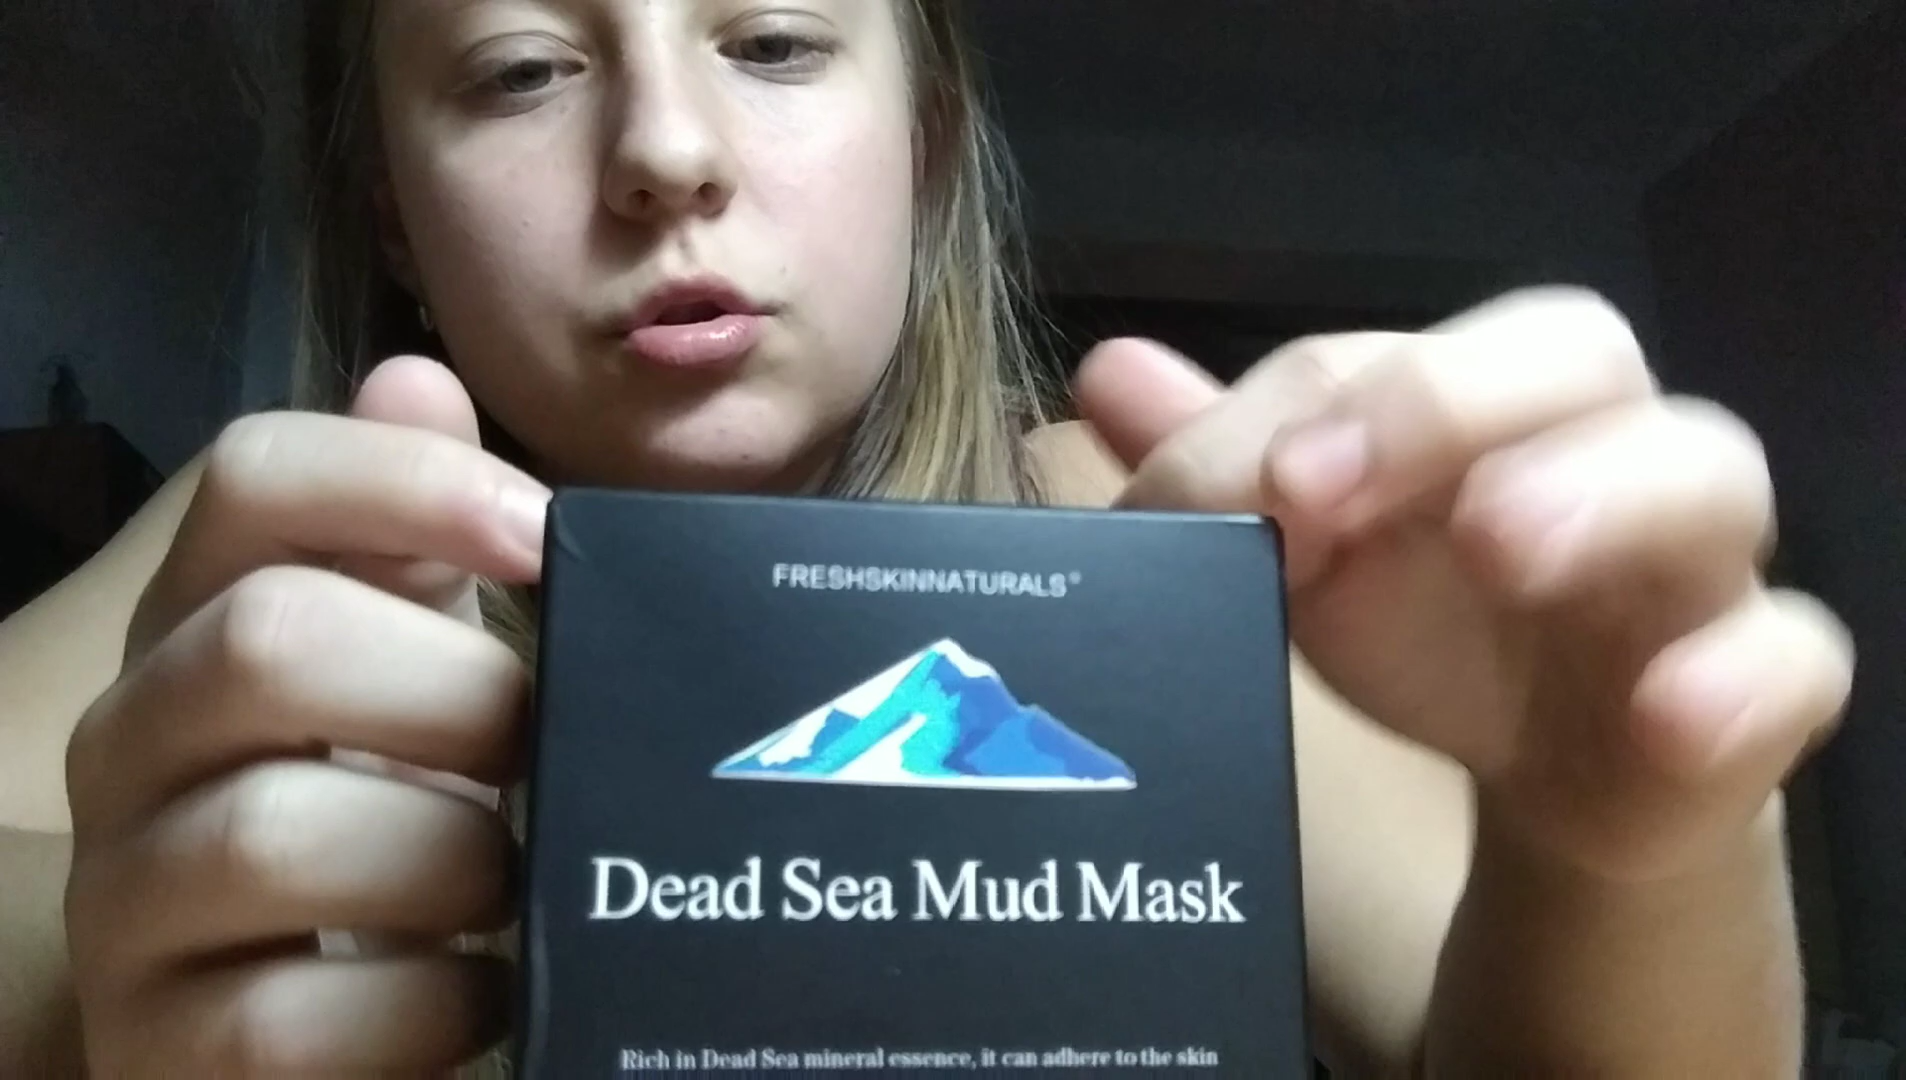 FRESHSKINNATURALS®
Dead Sea Mud Mask
Rich in Dead Sea mineral essence, it can adhere to the skin